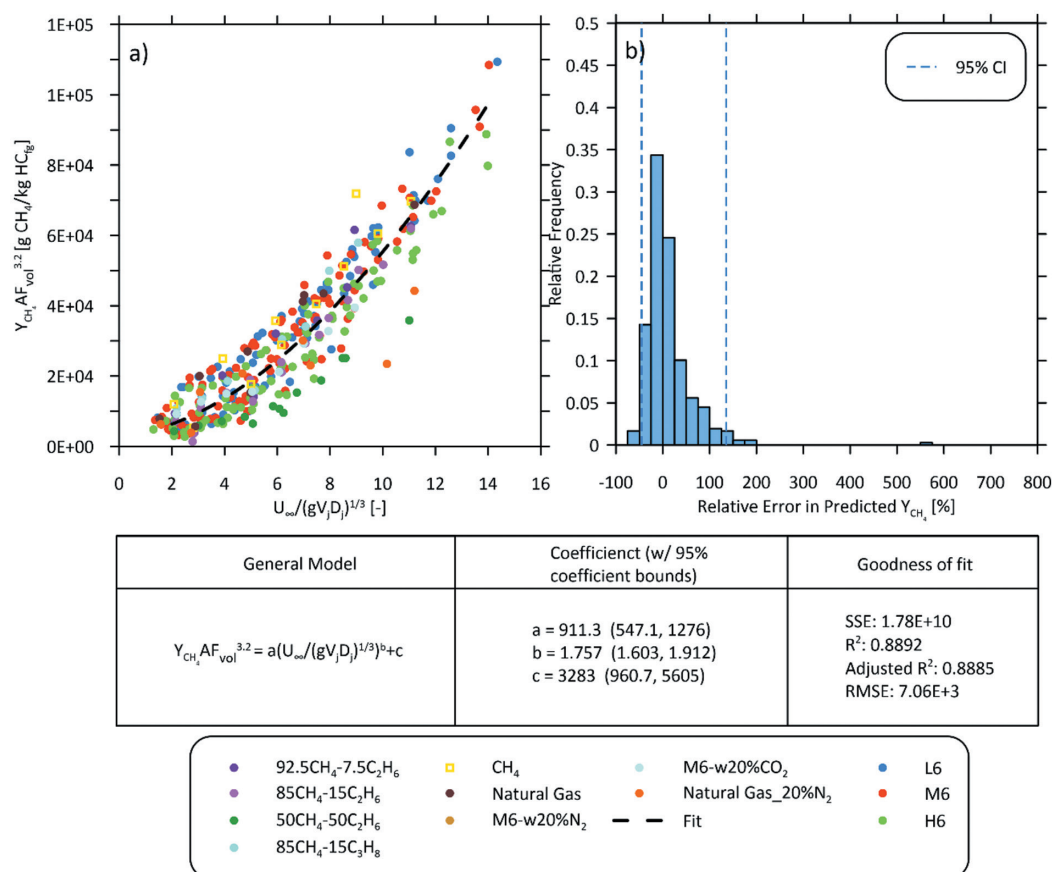 a)
1E+05
1E+05
8E+04
6E+04
4E+04
2E+04
0E+00
Y_CH₄ AF_vol^3.2 [g CH₄/kg HC_fg]
0 2 4 6 8 10 12 14 16
U∞/(gVⱼDⱼ)^1/3 [-]
b)
95% CI
0.5
0.45
0.4
0.35
0.3
0.25
0.2
0.15
0.1
0.05
0
Relative Frequency
-100 0 100 200 300 400 500 600 700 800
Relative Error in Predicted Y_CH₄ [%]
General Model
Coefficienct (w/ 95%
coefficient bounds)
Goodness of fit
Y_CH₄ AF_vol^3.2 = a(U∞/(gVⱼDⱼ)^1/3)^b+c
a = 911.3 (547.1, 1276)
b = 1.757 (1.603, 1.912)
c = 3283 (960.7, 5605)
SSE: 1.78E+10
R²: 0.8892
Adjusted R²: 0.8885
RMSE: 7.06E+3
92.5CH₄-7.5C₂H₆
85CH₄-15C₂H₆
50CH₄-50C₂H₆
85CH₄-15C₃H₈
CH₄
Natural Gas
M6-w20%N₂
M6-w20%CO₂
Natural Gas_20%N₂
Fit
L6
M6
H6